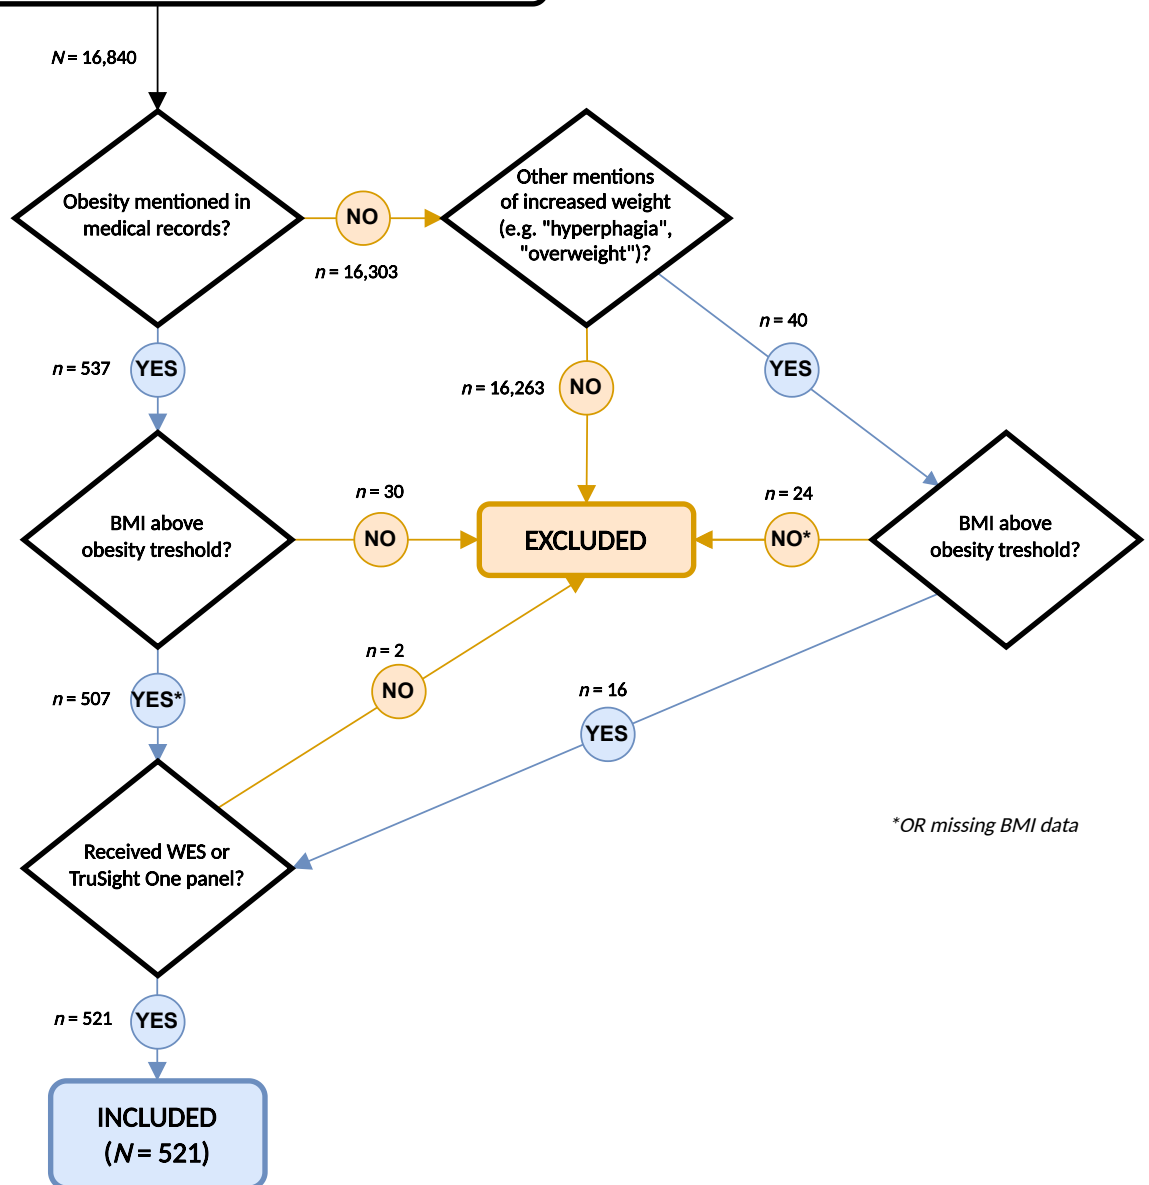 N = 16,840
Obesity mentioned in
medical records?
NO
n = 16,303
Other mentions
of increased weight
(e.g. "hyperphagia",
"overweight")?
n = 40
YES
n = 537
YES
n = 16,263
NO
BMI above
obesity treshold?
n = 30
NO
EXCLUDED
n = 24
NO*
BMI above
obesity treshold?
n = 507
YES*
n = 2
NO
n = 16
YES
*OR missing BMI data
Received WES or
TruSight One panel?
n = 521
YES
INCLUDED
(N = 521)